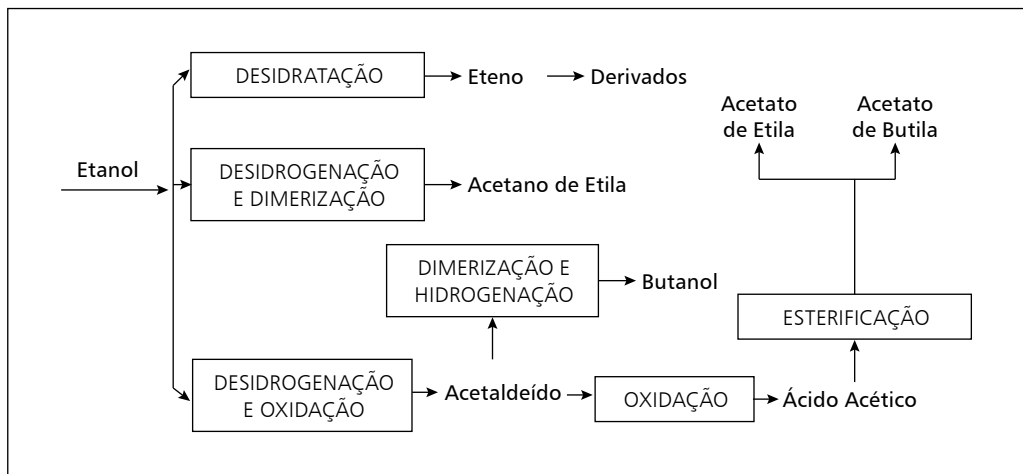 DESIDRATAÇÃO
Eteno
Derivados
Acetato
de Etila
Acetato
de Butila
Etanol
DESIDROGENAÇÃO
E DIMERIZAÇÃO
Acetano de Etila
DIMERIZAÇÃO E
HIDROGENAÇÃO
Butanol
ESTERIFICAÇÃO
DESIDROGENAÇÃO
E OXIDAÇÃO
Acetaldeído
OXIDAÇÃO
Ácido Acético